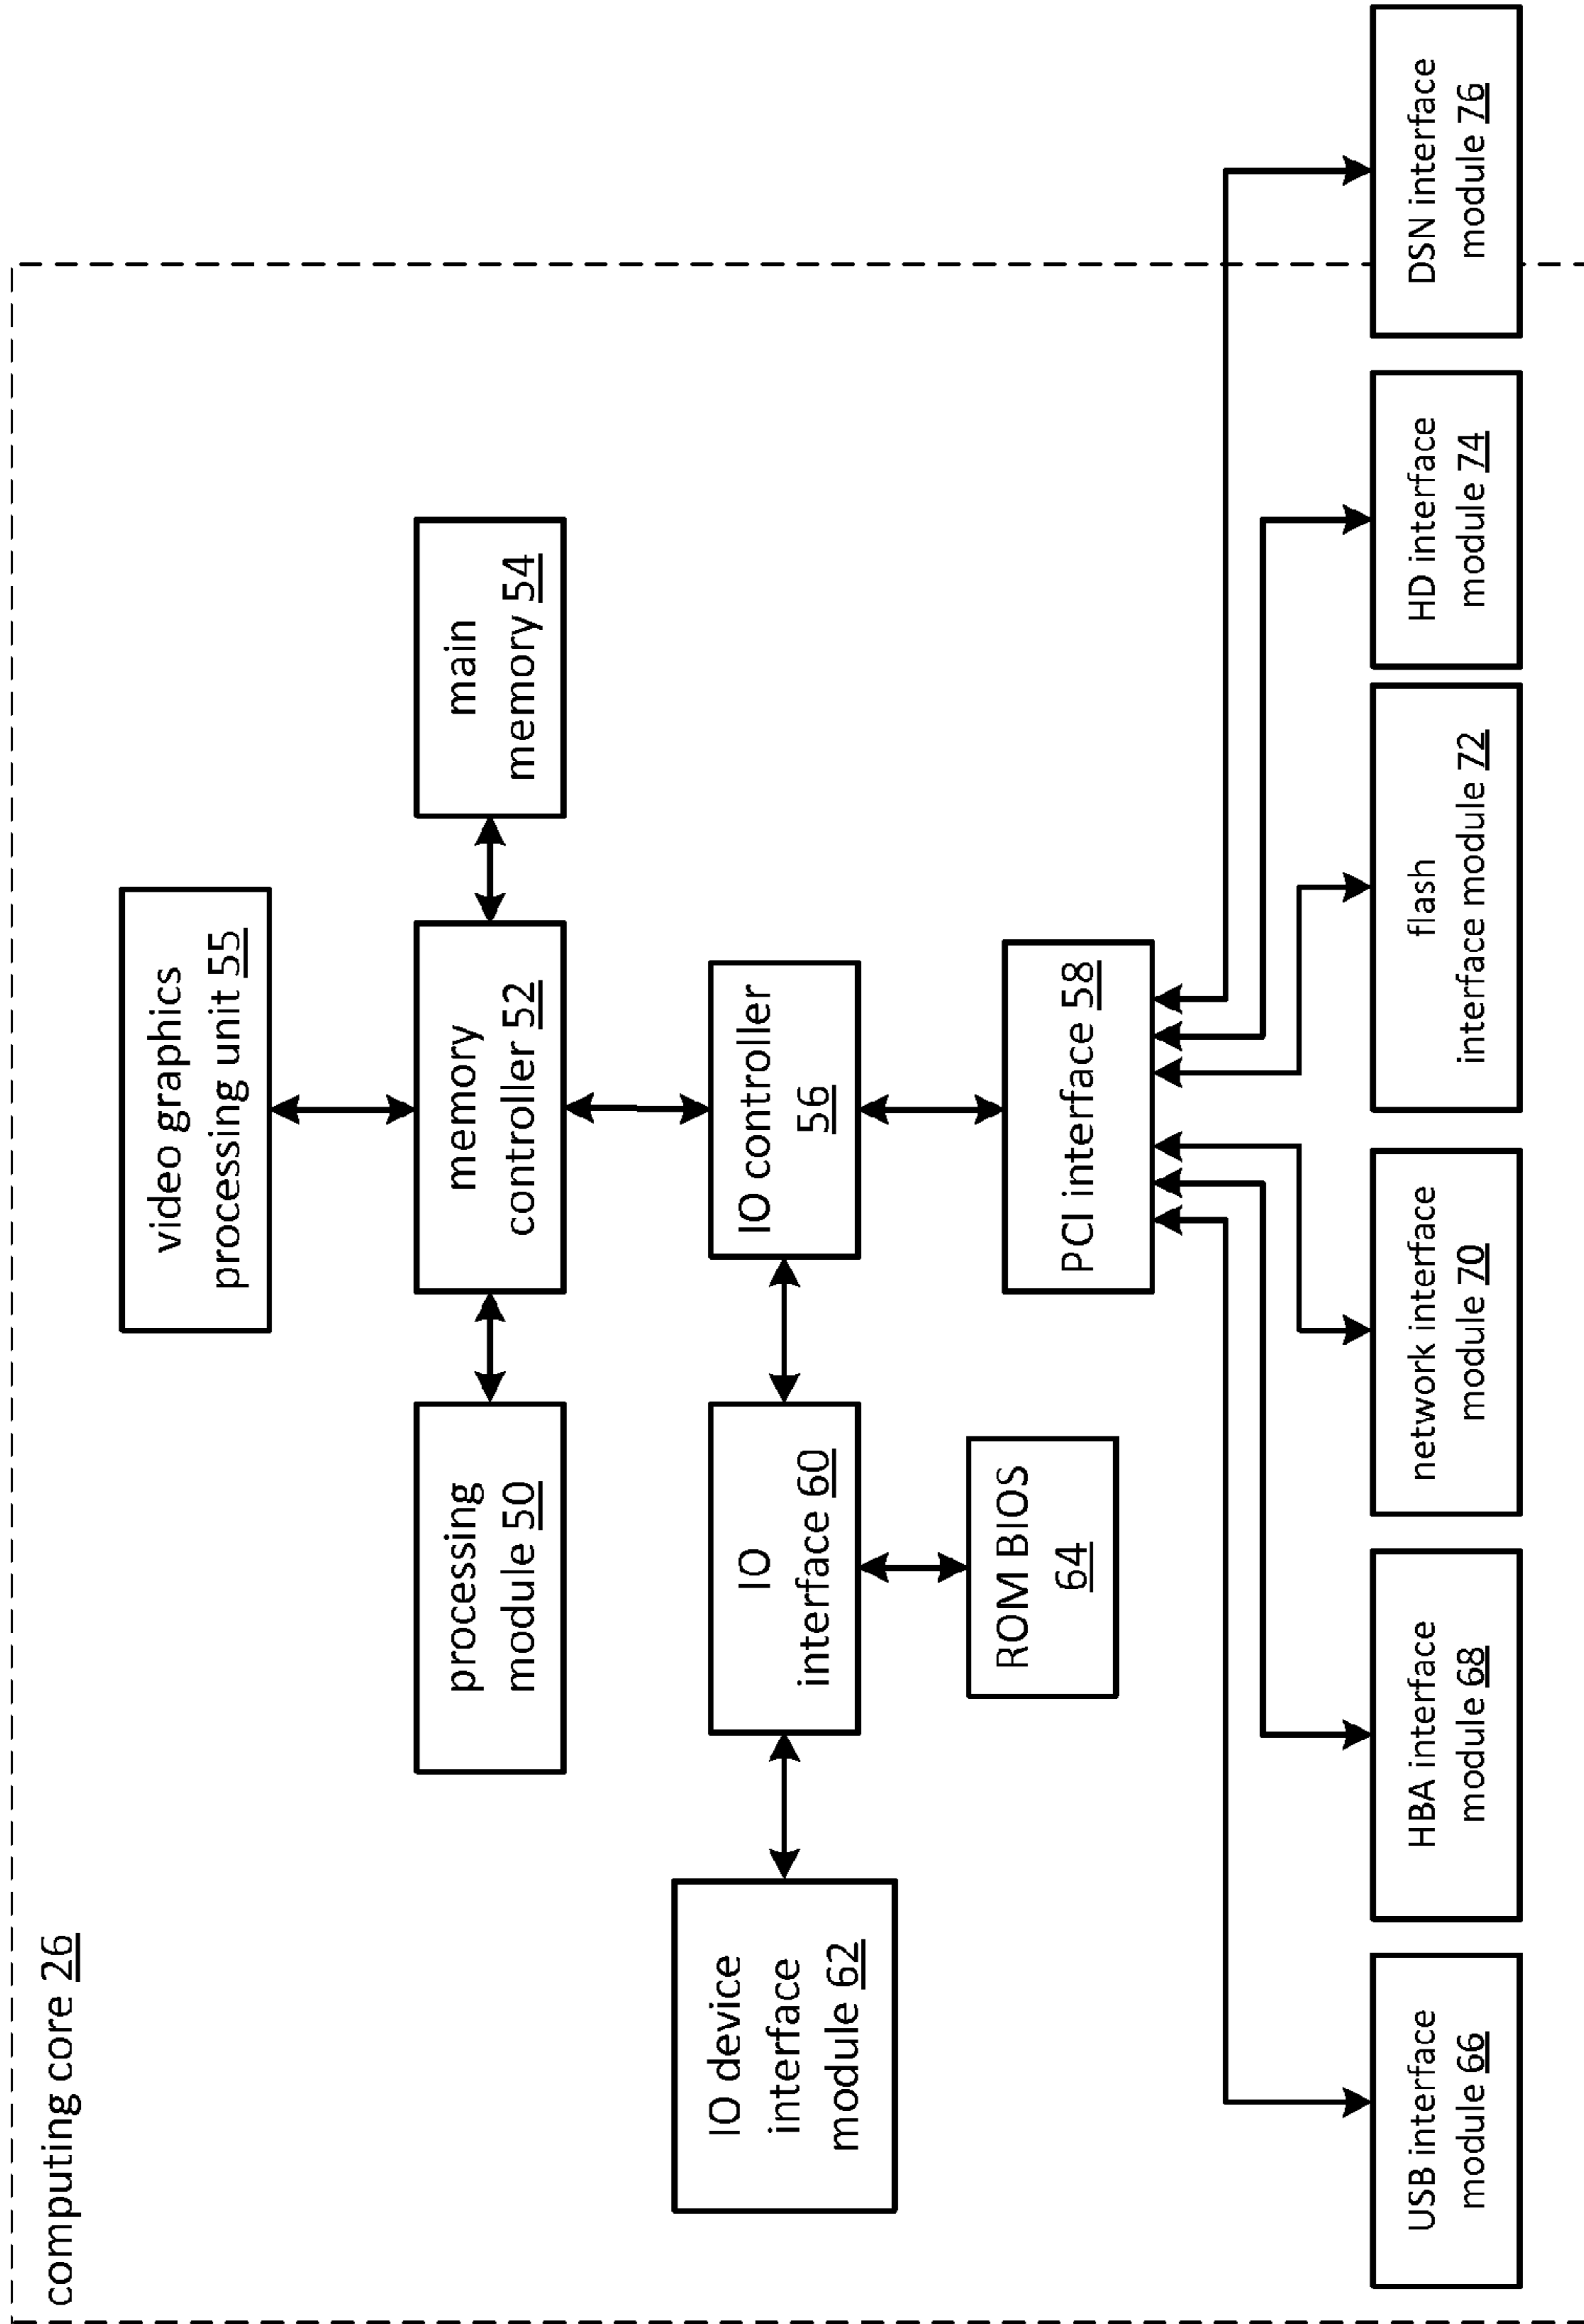 computing core 26
video graphics
processing unit 55
processing
module 50
memory
controller 52
main
memory 54
IO device
interface
module 62
IO
interface 60
IO controller
56
ROM BIOS
64
PCI interface 58
USB interface
module 66
HBA interface
module 68
network interface
module 70
flash
interface module 72
HD interface
module 74
DSN interface
module 76